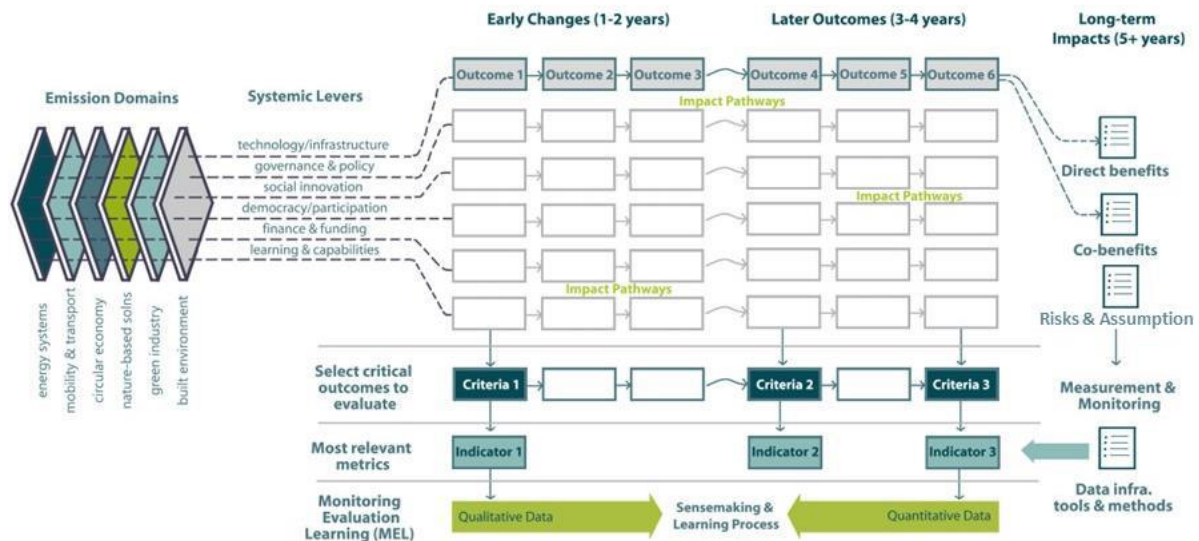 Early Changes (1-2 years)
Later Outcomes (3-4 years)
Long-term
Impacts (5+ years)
Emission Domains
Systemic Levers
Outcome 1
Outcome 2
Outcome 3
Outcome 4
Outcome 5
Outcome 6
Impact Pathways
technology/infrastructure
governance & policy
social innovation
democracy/participation
finance & funding
learning & capabilities
Impact Pathways
Impact Pathways
Direct benefits
Co-benefits
Risks & Assumption
energy systems
mobility & transport
circular economy
nature-based solns
green industry
built environment
Select critical
outcomes to
evaluate
Criteria 1
Criteria 2
Criteria 3
Measurement &
Monitoring
Most relevant
metrics
Indicator 1
Indicator 2
Indicator 3
Data infra.
tools & methods
Monitoring
Evaluation
Learning (MEL)
Qualitative Data
Sensemaking &
Learning Process
Quantitative Data